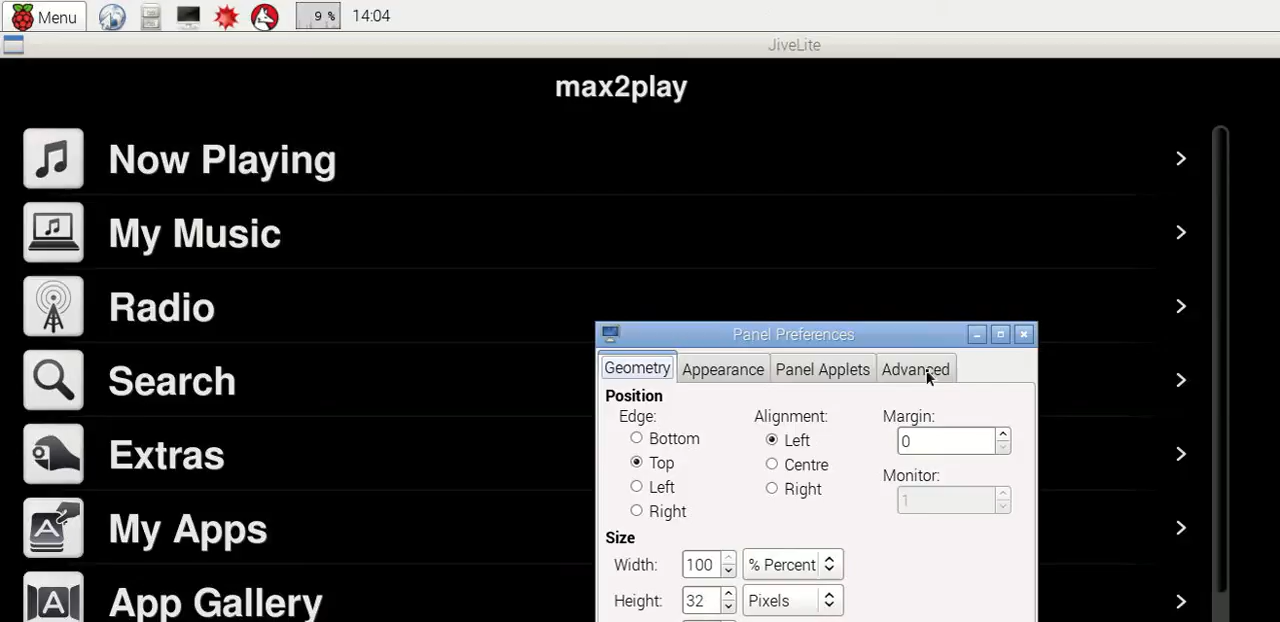 Menu 9 % 14:04
JiveLite
max2play
Now Playing
My Music
Radio
Search
Extras
My Apps
App Gallery
Panel Preferences
Geometry Appearance Panel Applets Advanced
Position
Edge: Alignment: Margin:
Bottom Left 0
Top Centre Monitor:
Left Right 1
Right
Size
Width: 100 % Percent
Height: 32 Pixels